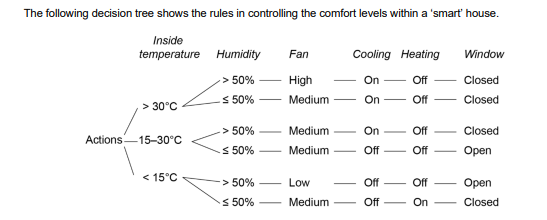 The following decision tree shows the rules in controlling the comfort levels within a ‘smart’ house.
Inside
temperature Humidity Fan Cooling Heating Window
> 50% High On Off Closed
≤ 50% Medium On Off Closed
> 30°C
> 50% Medium On Off Closed
Actions 15–30°C
≤ 50% Medium Off Off Open
< 15°C
> 50% Low Off Off Open
≤ 50% Medium Off On Closed